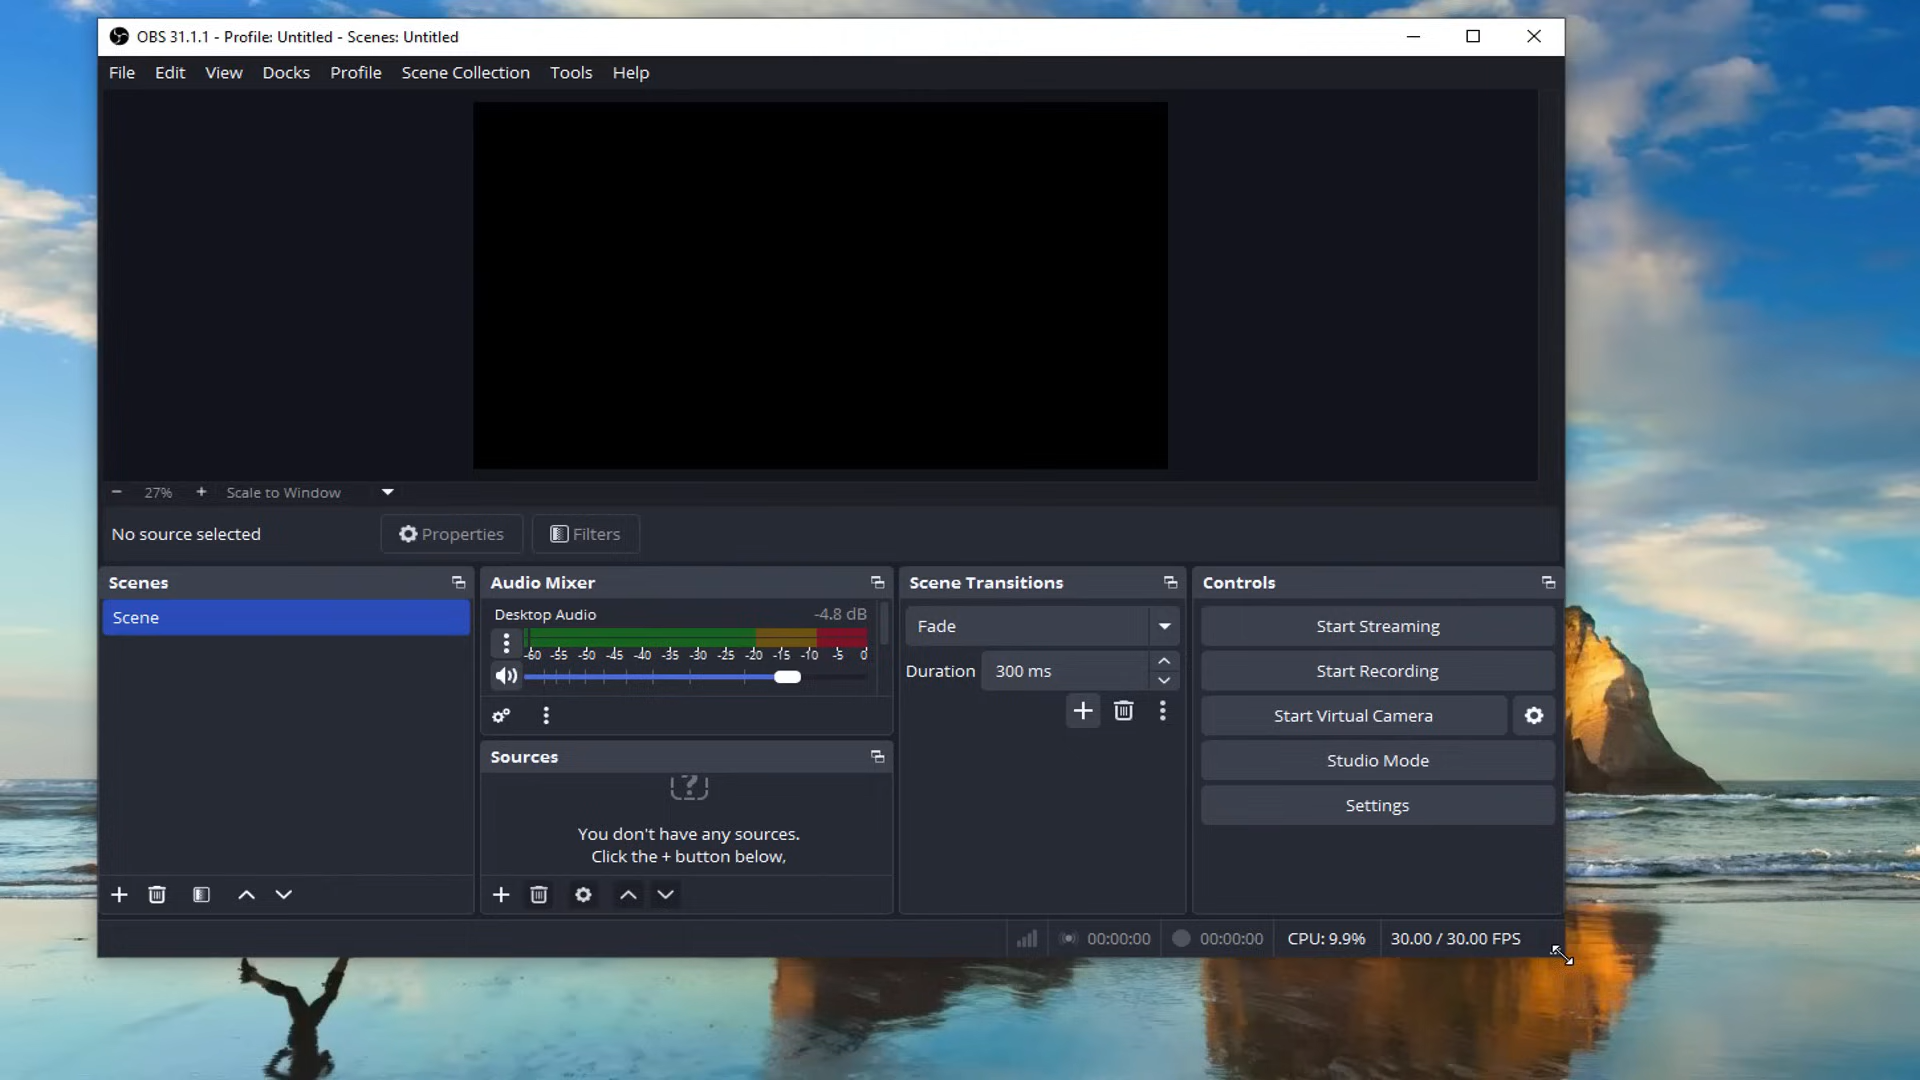 OBS 31.1.1 - Profile: Untitled - Scenes: Untitled
File Edit View Docks Profile Scene Collection Tools Help
27% Scale to Window
No source selected Properties Filters
Scenes
Scene
Audio Mixer
Desktop Audio -4.8 dB
-60 -55 -50 -45 -40 -35 -30 -25 -20 -15 -10 -5 0
Sources
You don't have any sources.
Click the + button below,
Scene Transitions
Fade
Duration 300 ms
Controls
Start Streaming
Start Recording
Start Virtual Camera
Studio Mode
Settings
00:00:00 00:00:00 CPU: 9.9% 30.00 / 30.00 FPS